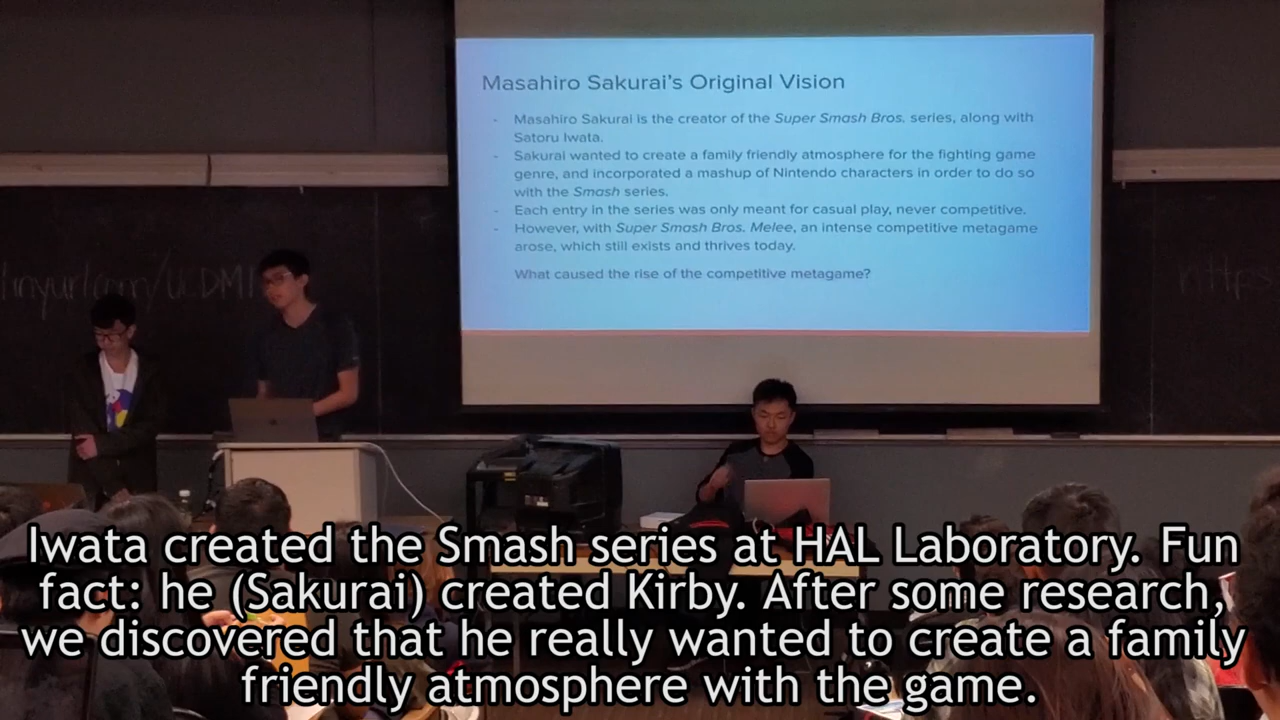 Masahiro Sakurai's Original Vision
- Masahiro Sakurai is the creator of the Super Smash Bros. series, along with
Satoru Iwata.
- Sakurai wanted to create a family friendly atmosphere for the fighting game
genre, and incorporated a mashup of Nintendo characters in order to do so
with the Smash series.
- Each entry in the series was only meant for casual play, never competitive.
- However, with Super Smash Bros. Melee, an intense competitive metagame
arose, which still exists and thrives today.
What caused the rise of the competitive metagame?
Iwata created the Smash series at HAL Laboratory. Fun
fact: he (Sakurai) created Kirby. After some research,
we discovered that he really wanted to create a family
friendly atmosphere with the game.